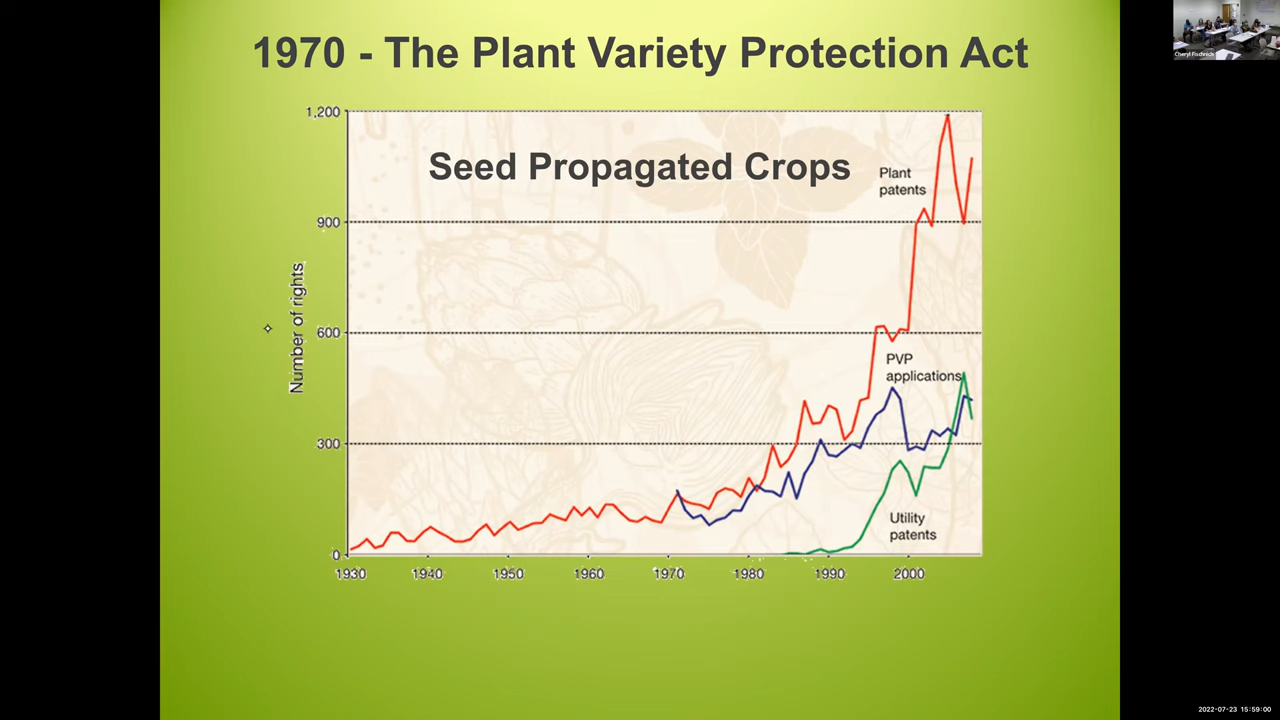 1970 - The Plant Variety Protection Act
Cheryl Fischnich
1,200
Seed Propagated Crops
Plant
patents
900
Number of rights
600
PVP
applications
300
Utility
patents
0
1930 1940 1950 1960 1970 1980 1990 2000
2022-07-23 15:59:00